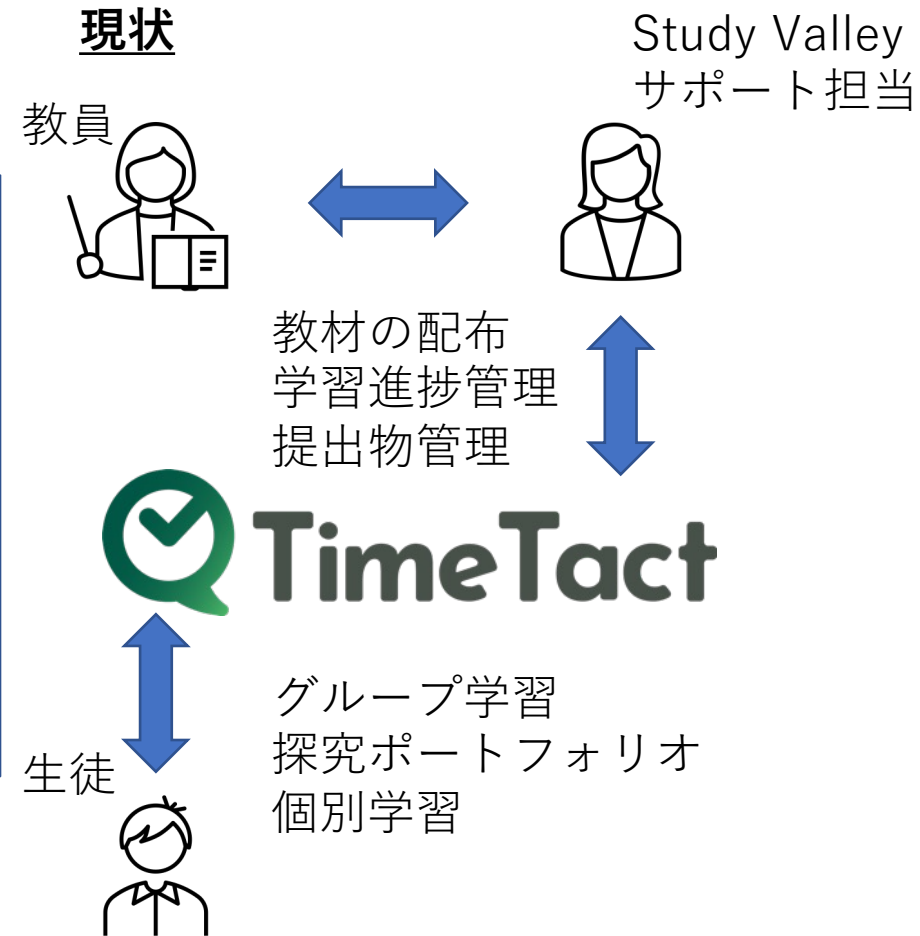 現状
Study Valley
サポート担当
教員
教材の配布
学習進捗管理
提出物管理
TimeTact
グループ学習
探究ポートフォリオ
個別学習
生徒